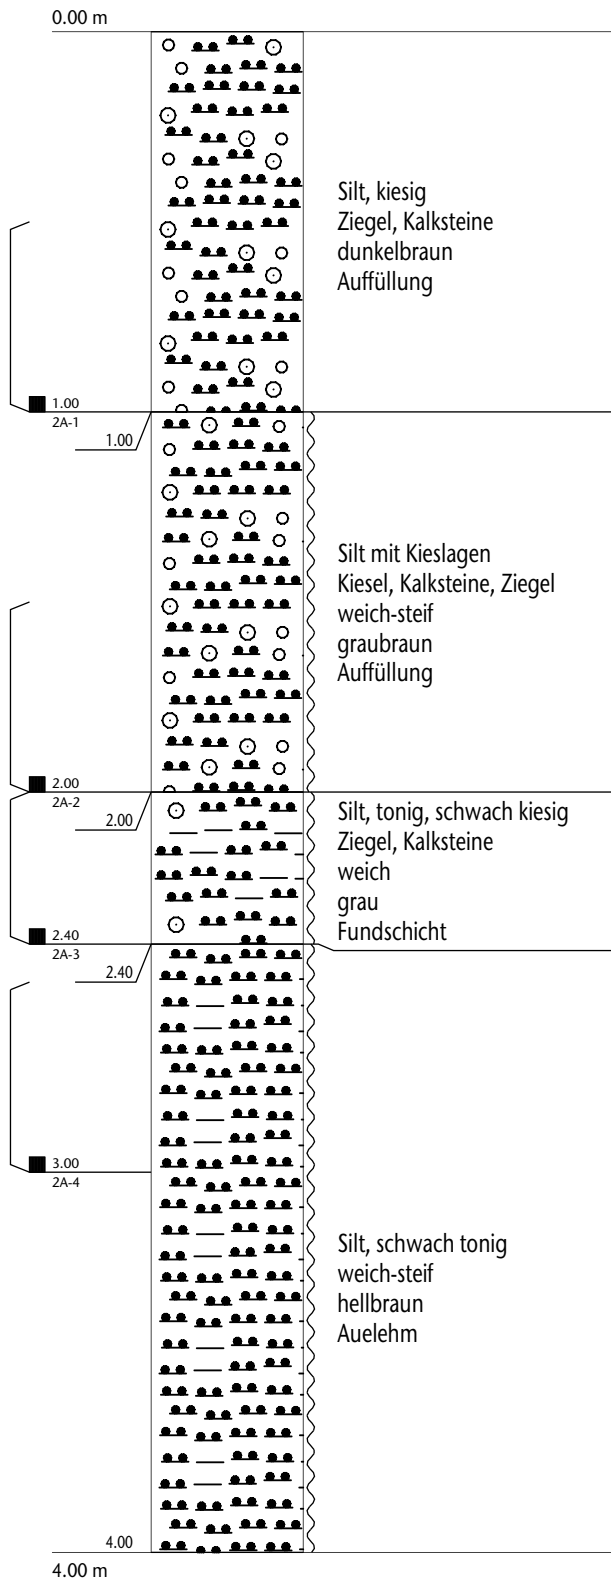 0.00 m
Silt, kiesig
Ziegel, Kalksteine
dunkelbraun
Auffüllung
1.00
2A-1
1.00
Silt mit Kieslagen
Kiesel, Kalksteine, Ziegel
weich-steif
graubraun
Auffüllung
2.00
2A-2
2.00
Silt, tonig, schwach kiesig
Ziegel, Kalksteine
weich
grau
Fundschicht
2.40
2A-3
2.40
3.00
2A-4
Silt, schwach tonig
weich-steif
hellbraun
Auelehm
4.00
4.00 m